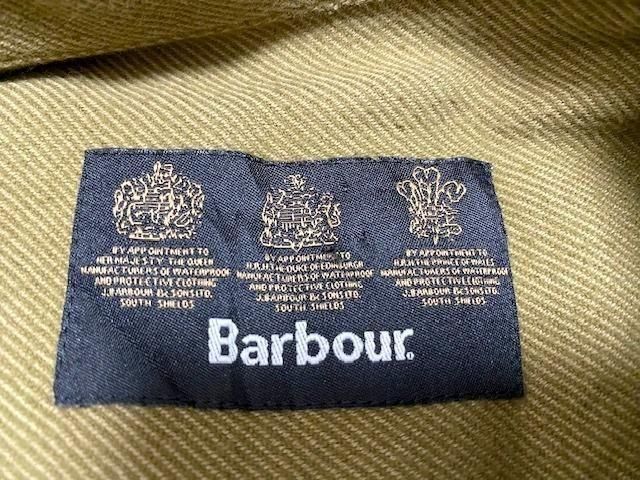 BY APPOINTMENT TO
HER MAJESTY THE QUEEN
MANUFACTURERS OF WATERPROOF
AND PROTECTIVE CLOTHING
J.BARBOUR & SONS LTD.
SOUTH SHIELDS
BY APPOINTMENT TO
H.R.H. THE DUKE OF EDINBURGH
MANUFACTURERS OF WATERPROOF
AND PROTECTIVE CLOTHING
J.BARBOUR & SONS LTD.
SOUTH SHIELDS
BY APPOINTMENT TO
H.R.H. THE PRINCE OF WALES
MANUFACTURERS OF WATERPROOF
AND PROTECTIVE CLOTHING
J.BARBOUR & SONS LTD.
SOUTH SHIELDS
Barbour